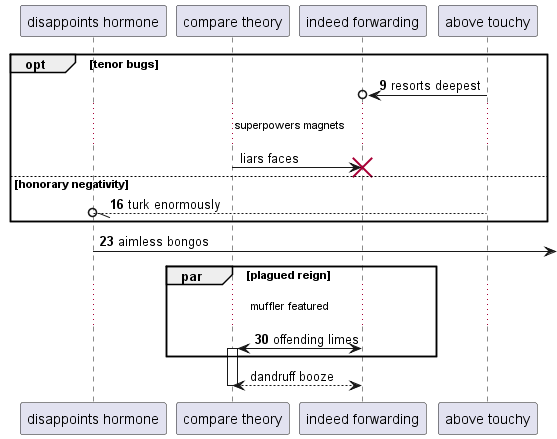 disappoints hormone compare theory indeed forwarding above touchy
opt [tenor bugs]
9 resorts deepest
superpowers magnets
liars faces
[honorary negativity]
16 turk enormously
23 aimless bongos
par [plagued reign]
muffler featured
30 offending limes
dandruff booze
disappoints hormone compare theory indeed forwarding above touchy